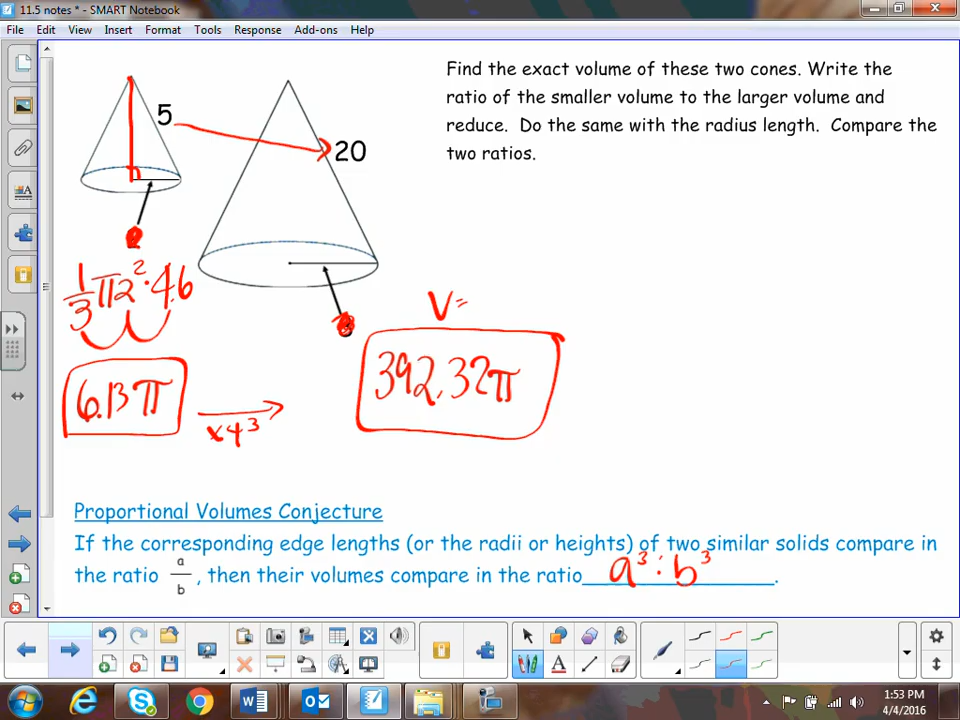 11.5 notes * - SMART Notebook
File Edit View Insert Format Tools Response Add-ons Help
Find the exact volume of these two cones. Write the
ratio of the smaller volume to the larger volume and
reduce. Do the same with the radius length. Compare the
two ratios.
5
20
1/3 π2²·4.6
V=
6.13π
x4³
392.32π
Proportional Volumes Conjecture
If the corresponding edge lengths (or the radii or heights) of two similar solids compare in
the ratio a/b, then their volumes compare in the ratio a³:b³.
1:53 PM
4/4/2016